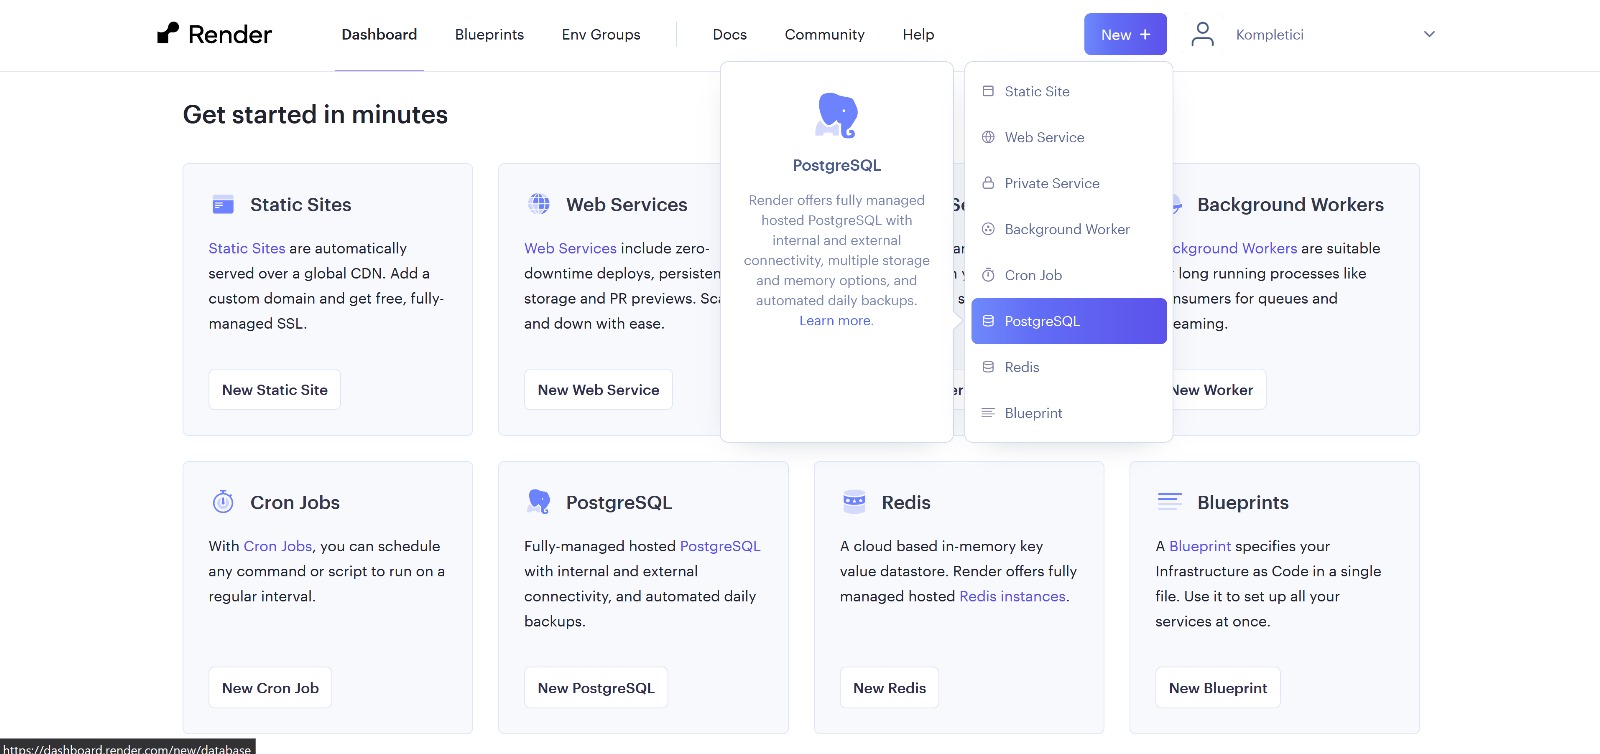 Render
Dashboard
Blueprints
Env Groups
Docs
Community
Help
New +
Kompletici
Get started in minutes
Static Sites
Static Sites are automatically
served over a global CDN. Add a
custom domain and get free, fully-
managed SSL.
New Static Site
Web Services
Web Services include zero-
downtime deploys, persisten
storage and PR previews. Sc
and down with ease.
New Web Service
PostgreSQL
Render offers fully managed
hosted PostgreSQL with
internal and external
connectivity, multiple storage
and memory options, and
automated daily backups.
Learn more.
Static Site
Web Service
Private Service
Background Worker
Cron Job
PostgreSQL
Redis
Blueprint
Background Workers
ckground Workers are suitable
long running processes like
nsumers for queues and
eaming.
New Worker
Cron Jobs
With Cron Jobs, you can schedule
any command or script to run on a
regular interval.
New Cron Job
PostgreSQL
Fully-managed hosted PostgreSQL
with internal and external
connectivity, and automated daily
backups.
New PostgreSQL
Redis
A cloud based in-memory key
value datastore. Render offers fully
managed hosted Redis instances.
New Redis
Blueprints
A Blueprint specifies your
Infrastructure as Code in a single
file. Use it to set up all your
services at once.
New Blueprint
https://dashboard.render.com/new/database